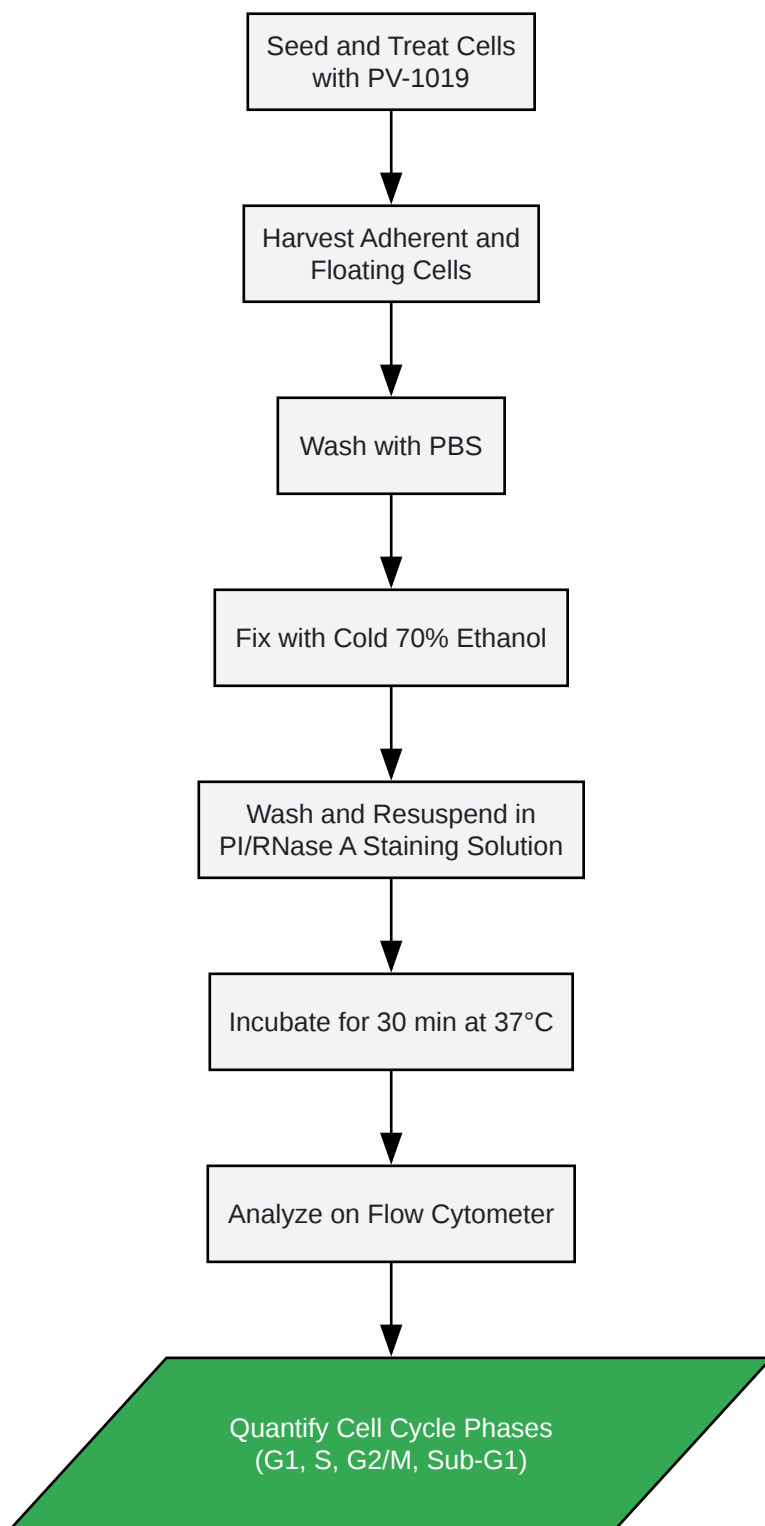 Seed and Treat Cells
with PV-1019
Harvest Adherent and
Floating Cells
Wash with PBS
Fix with Cold 70% Ethanol
Wash and Resuspend in
PI/RNase A Staining Solution
Incubate for 30 min at 37°C
Analyze on Flow Cytometer
Quantify Cell Cycle Phases
(G1, S, G2/M, Sub-G1)